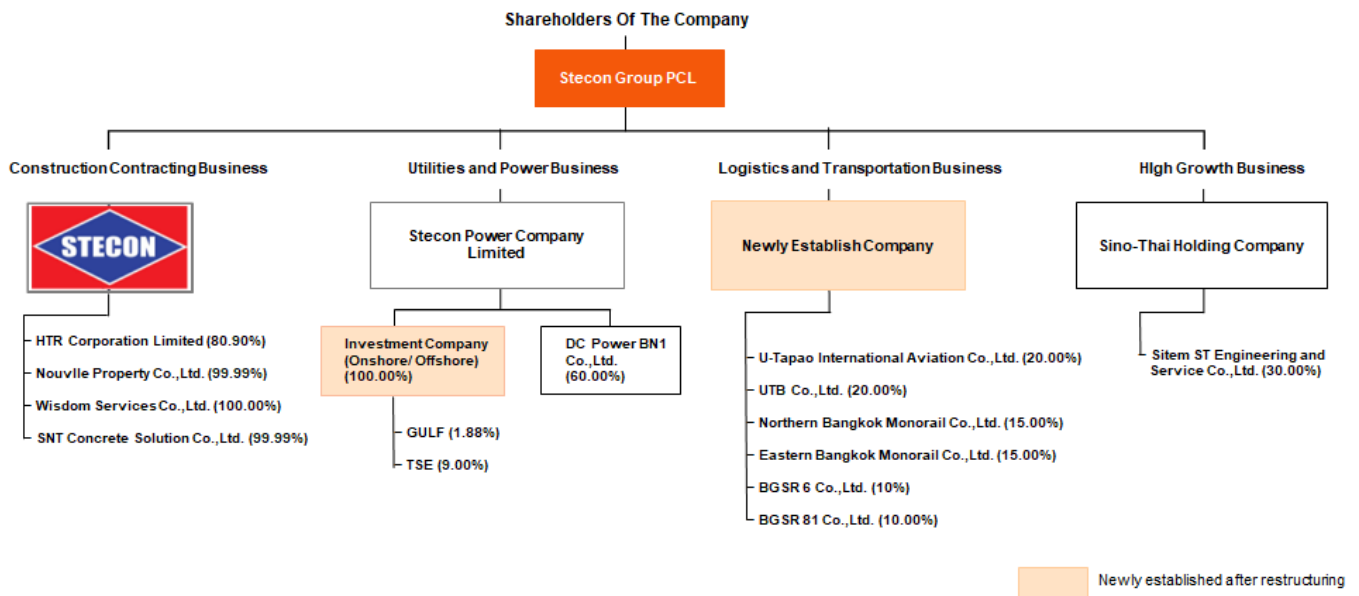 Shareholders Of The Company
Stecon Group PCL
Construction Contracting Business
STECON
HTR Corporation Limited (80.90%)
Nouvlle Property Co.,Ltd. (99.99%)
Wisdom Services Co.,Ltd. (100.00%)
SNT Concrete Solution Co.,Ltd. (99.99%)
Utilities and Power Business
Stecon Power Company
Limited
Investment Company
(Onshore/ Offshore)
(100.00%)
GULF (1.88%)
TSE (9.00%)
DC Power BN1
Co.,Ltd.
(60.00%)
Logistics and Transportation Business
Newly Establish Company
U-Tapao International Aviation Co.,Ltd. (20.00%)
UTB Co.,Ltd. (20.00%)
Northern Bangkok Monorail Co.,Ltd. (15.00%)
Eastern Bangkok Monorail Co.,Ltd. (15.00%)
BGSR 6 Co.,Ltd. (10%)
BGSR 81 Co.,Ltd. (10.00%)
HIgh Growth Business
Sino-Thai Holding Company
Sitem ST Engineering and
Service Co.,Ltd. (30.00%)
Newly established after restructuring